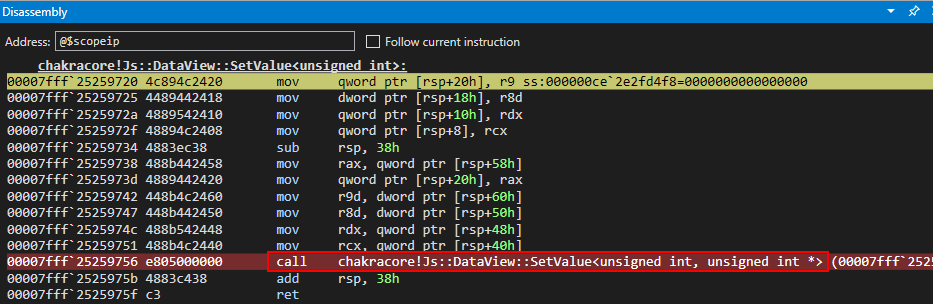 Disassembly
Address: @$scopeip Follow current instruction
chakracore!Js::DataView::SetValue<unsigned int>:
00007fff`25259720 4c894c2420 mov qword ptr [rsp+20h], r9 ss:000000ce`2e2fd4f8=0000000000000000
00007fff`25259725 4489442418 mov dword ptr [rsp+18h], r8d
00007fff`2525972a 4889542410 mov qword ptr [rsp+10h], rdx
00007fff`2525972f 48894c2408 mov qword ptr [rsp+8], rcx
00007fff`25259734 4883ec38 sub rsp, 38h
00007fff`25259738 488b442458 mov rax, qword ptr [rsp+58h]
00007fff`2525973d 4889442420 mov qword ptr [rsp+20h], rax
00007fff`25259742 448b4c2460 mov r9d, dword ptr [rsp+60h]
00007fff`25259747 448b442450 mov r8d, dword ptr [rsp+50h]
00007fff`2525974c 488b542448 mov rdx, qword ptr [rsp+48h]
00007fff`25259751 488b4c2440 mov rcx, qword ptr [rsp+40h]
00007fff`25259756 e805000000 call chakracore!Js::DataView::SetValue<unsigned int, unsigned int *> (00007fff`2525
00007fff`2525975b 4883c438 add rsp, 38h
00007fff`2525975f c3 ret